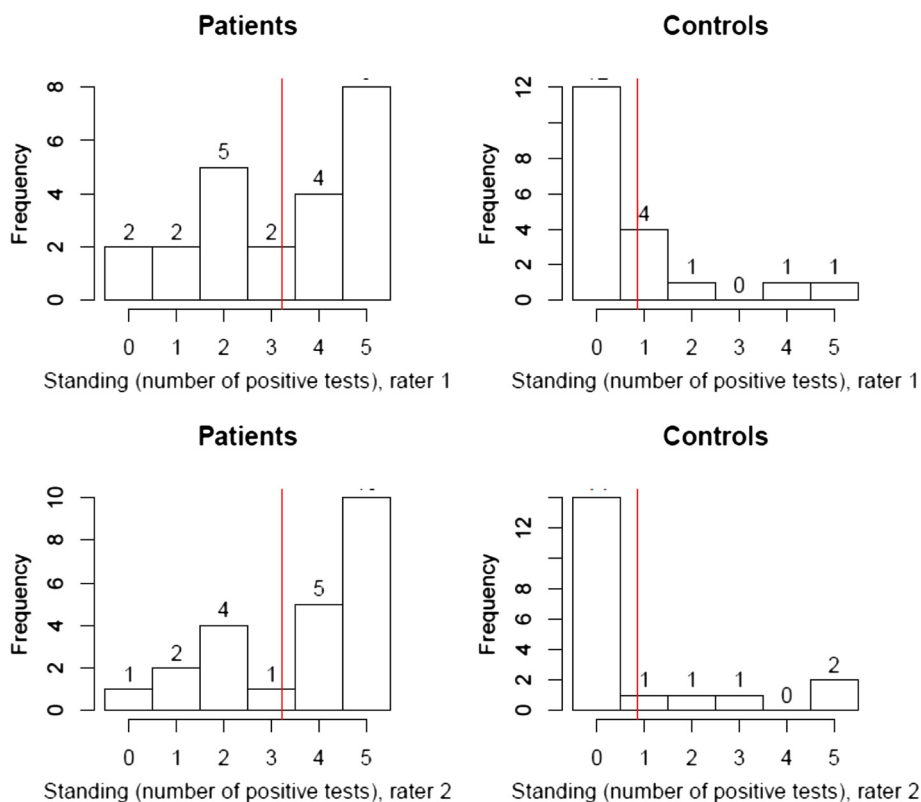 Patients
Controls
Frequency
8
6
4
2
0
2
2
5
2
4
0 1 2 3 4 5
Standing (number of positive tests), rater 1
Frequency
12
8
6
4
2
0
4
1
0
1
1
0 1 2 3 4 5
Standing (number of positive tests), rater 1
Patients
Controls
Frequency
10
8
6
4
2
0
1
2
4
1
5
0 1 2 3 4 5
Standing (number of positive tests), rater 2
Frequency
12
8
6
4
2
0
1
1
1
0
2
0 1 2 3 4 5
Standing (number of positive tests), rater 2